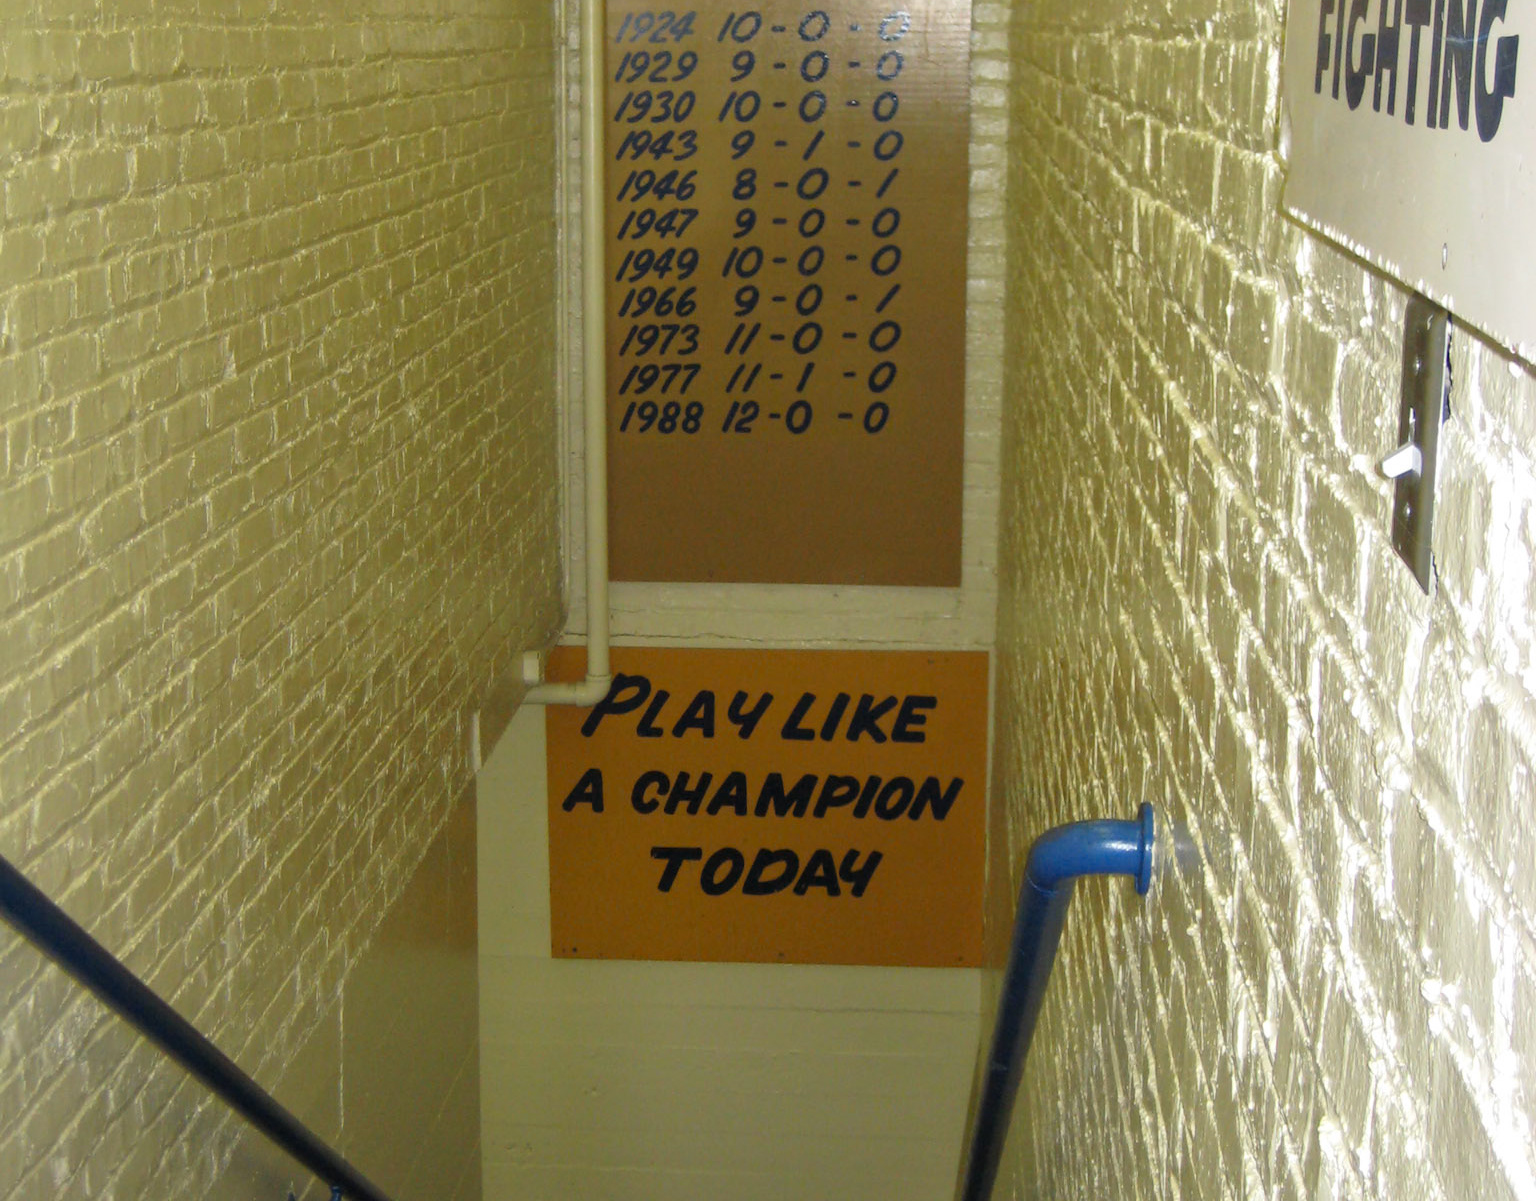 1924 10-0-0
1929 9-0-0
1930 10-0-0
1943 9-1-0
1946 8-0-1
1947 9-0-0
1949 10-0-0
1966 9-0-1
1973 11-0-0
1977 11-1-0
1988 12-0-0
PLAY LIKE
A CHAMPION
TODAY
FIGHTING